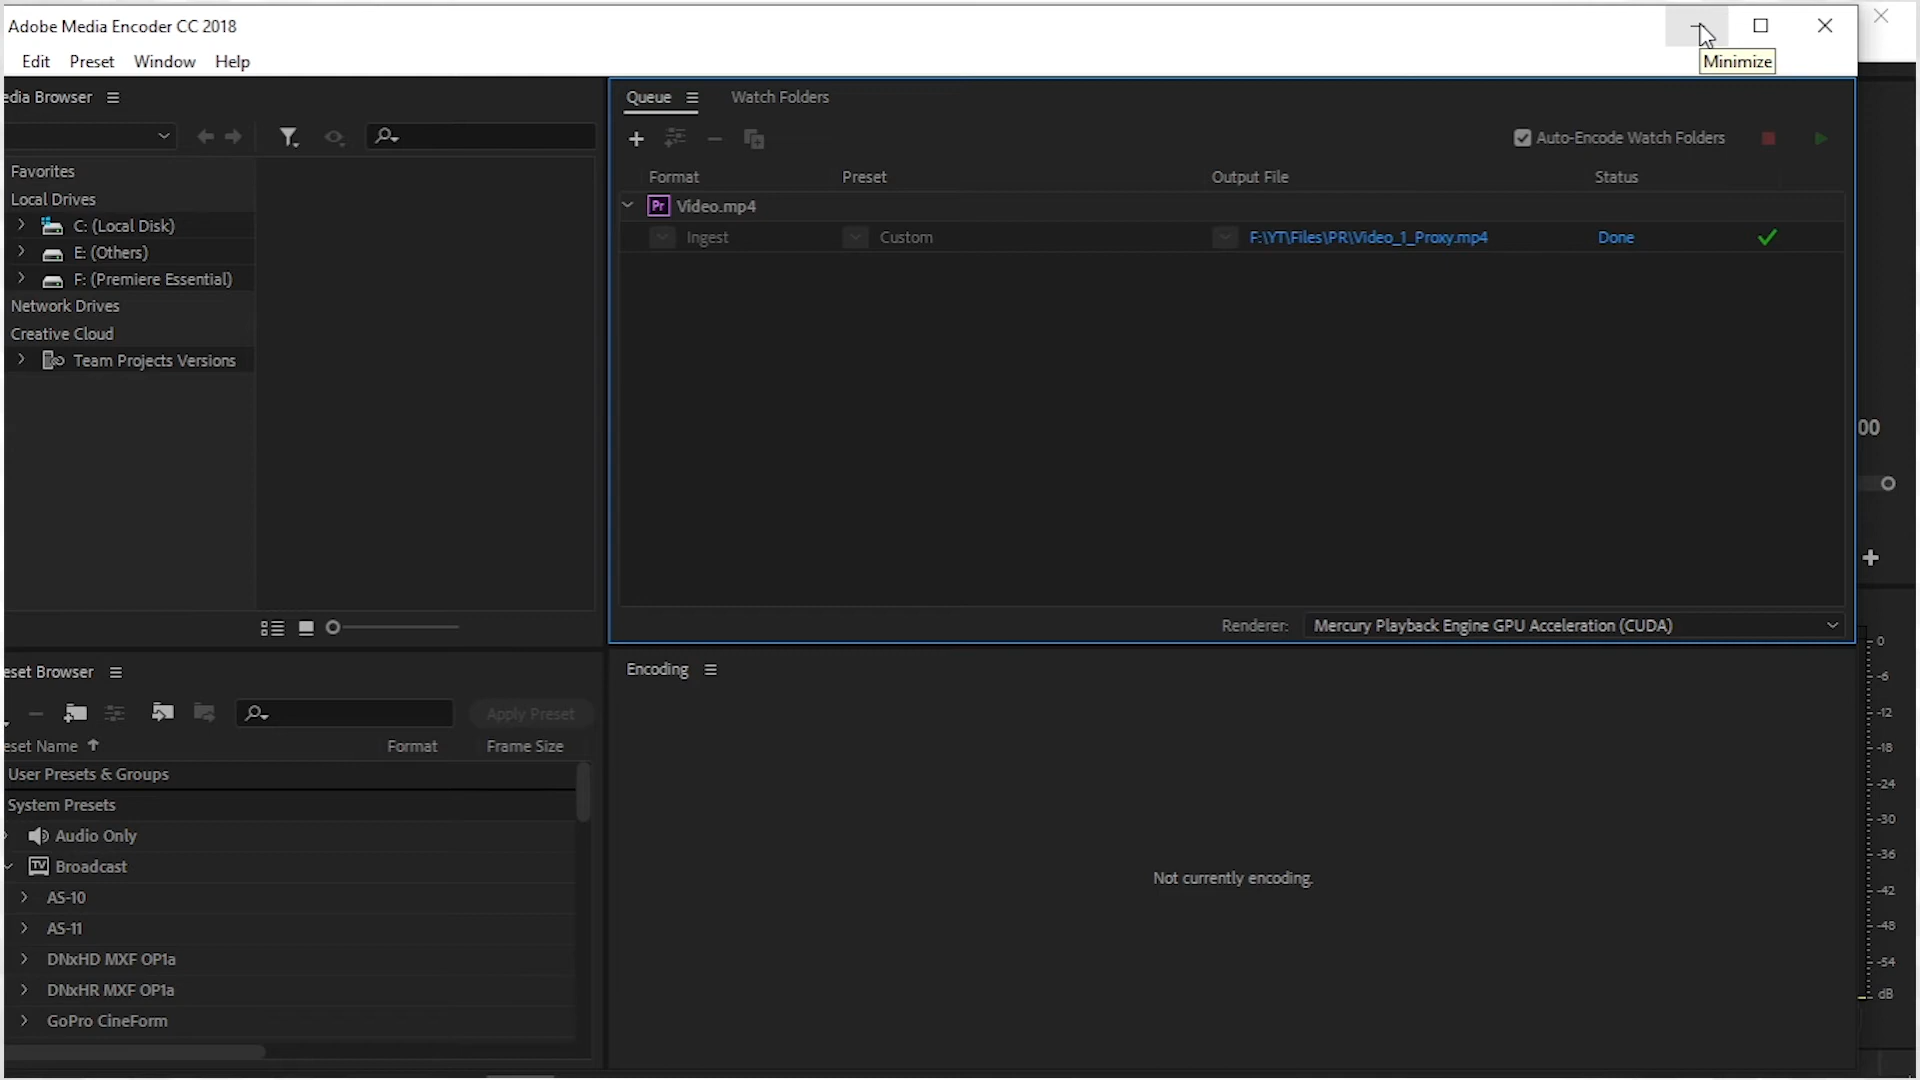 Adobe Media Encoder CC 2018
Edit Preset Window Help
Minimize
edia Browser
Favorites
Local Drives
C: (Local Disk)
E: (Others)
F: (Premiere Essential)
Network Drives
Creative Cloud
Team Projects Versions
Queue Watch Folders
Auto-Encode Watch Folders
Format Preset Output File Status
Pr Video.mp4
Ingest Custom F:\YT\Files\PR\Video_1_Proxy.mp4 Done
00
Renderer: Mercury Playback Engine GPU Acceleration (CUDA)
eset Browser
Apply Preset
eset Name Format Frame Size
User Presets & Groups
System Presets
Audio Only
TV Broadcast
AS-10
AS-11
DNxHD MXF OP1a
DNxHR MXF OP1a
GoPro CineForm
Encoding
Not currently encoding.
0
-6
-12
-18
-24
-30
-36
-42
-48
-54
dB